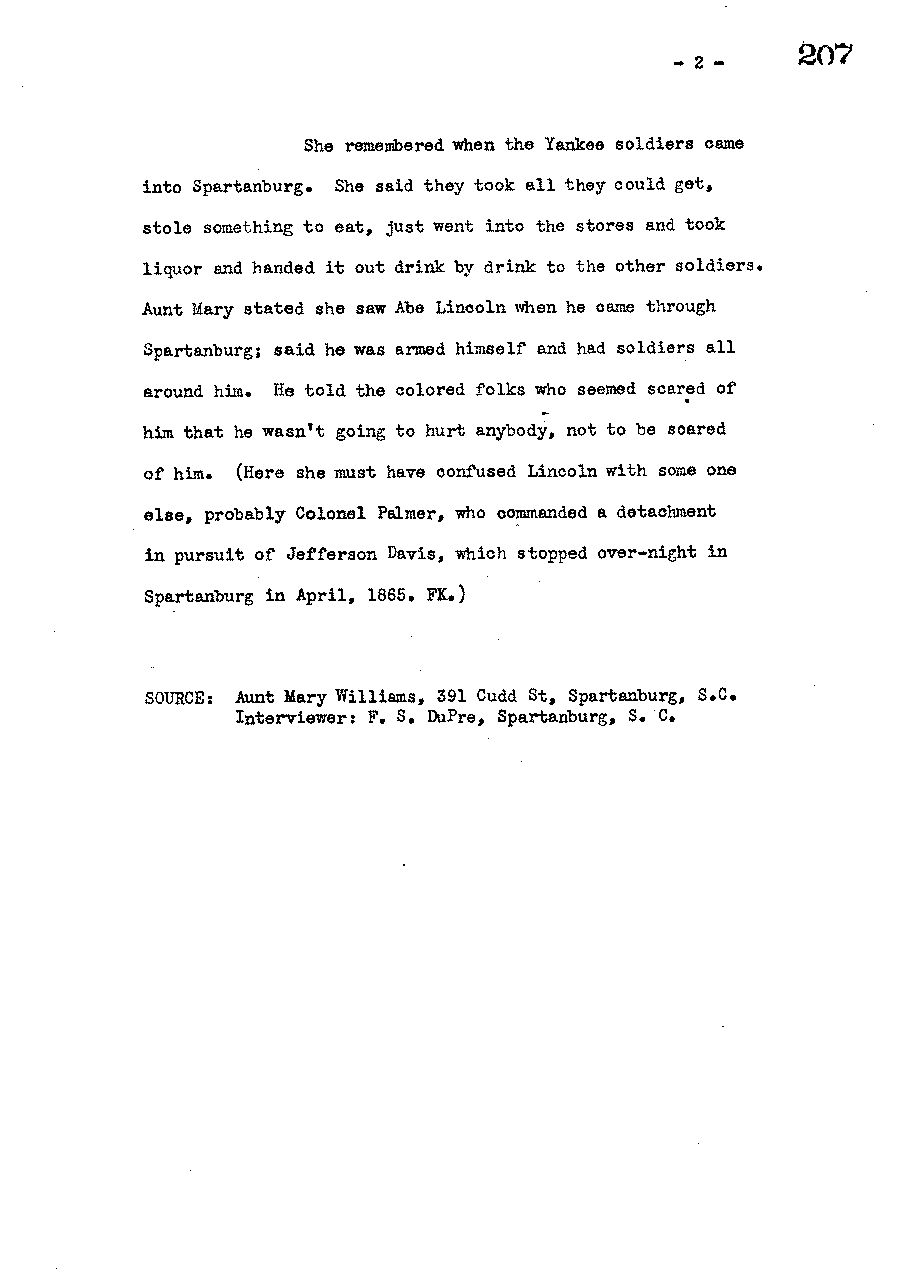 - 2 - 207
She remembered when the Yankee soldiers came
into Spartanburg. She said they took all they could get,
stole something to eat, just went into the stores and took
liquor and handed it out drink by drink to the other soldiers.
Aunt Mary stated she saw Abe Lincoln when he came through
Spartanburg; said he was armed himself and had soldiers all
around him. He told the colored folks who seemed scared of
him that he wasn't going to hurt anybody, not to be scared
of him. (Here she must have confused Lincoln with some one
else, probably Colonel Palmer, who commanded a detachment
in pursuit of Jefferson Davis, which stopped over-night in
Spartanburg in April, 1865. FK.)
SOURCE: Aunt Mary Williams, 391 Cudd St, Spartanburg, S.C.
Interviewer: F. S. DuPre, Spartanburg, S. C.